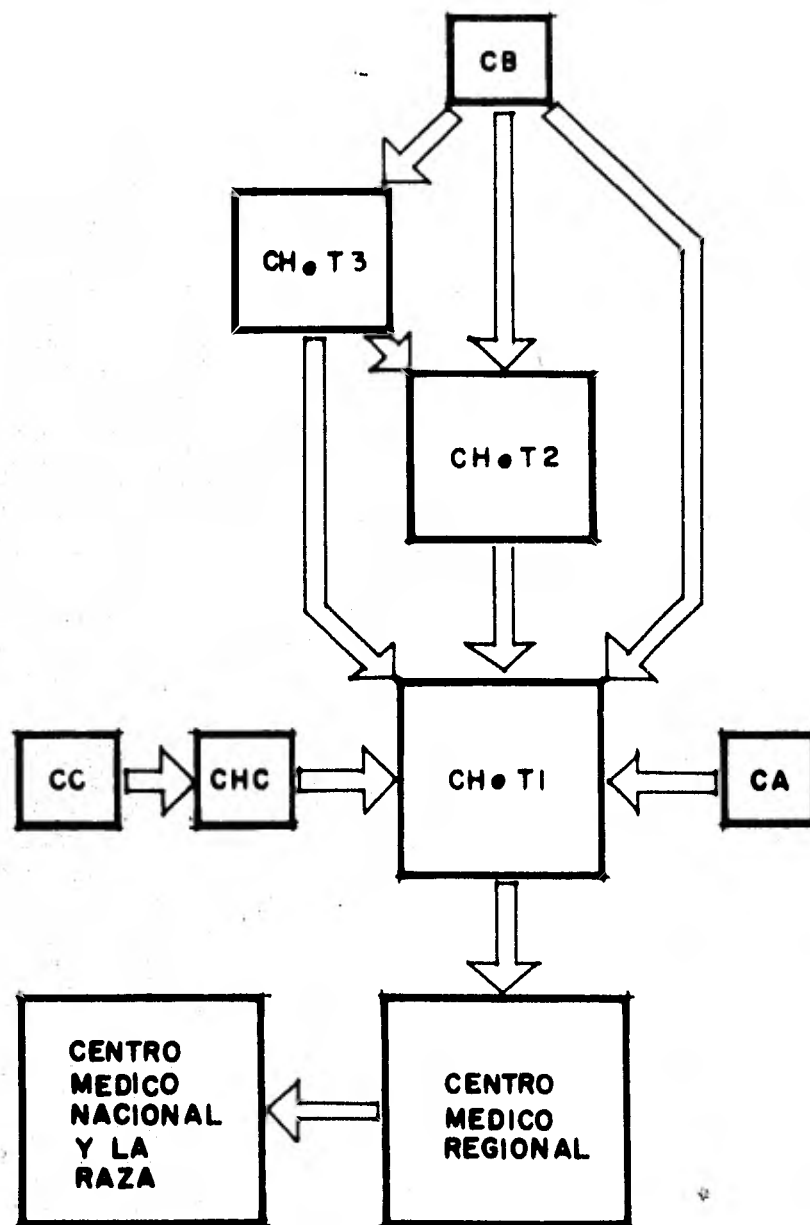 CB
CH • T3
CH • T2
CC
CHC
CH • T1
CA
CENTRO
MEDICO
NACIONAL
Y LA
RAZA
CENTRO
MEDICO
REGIONAL